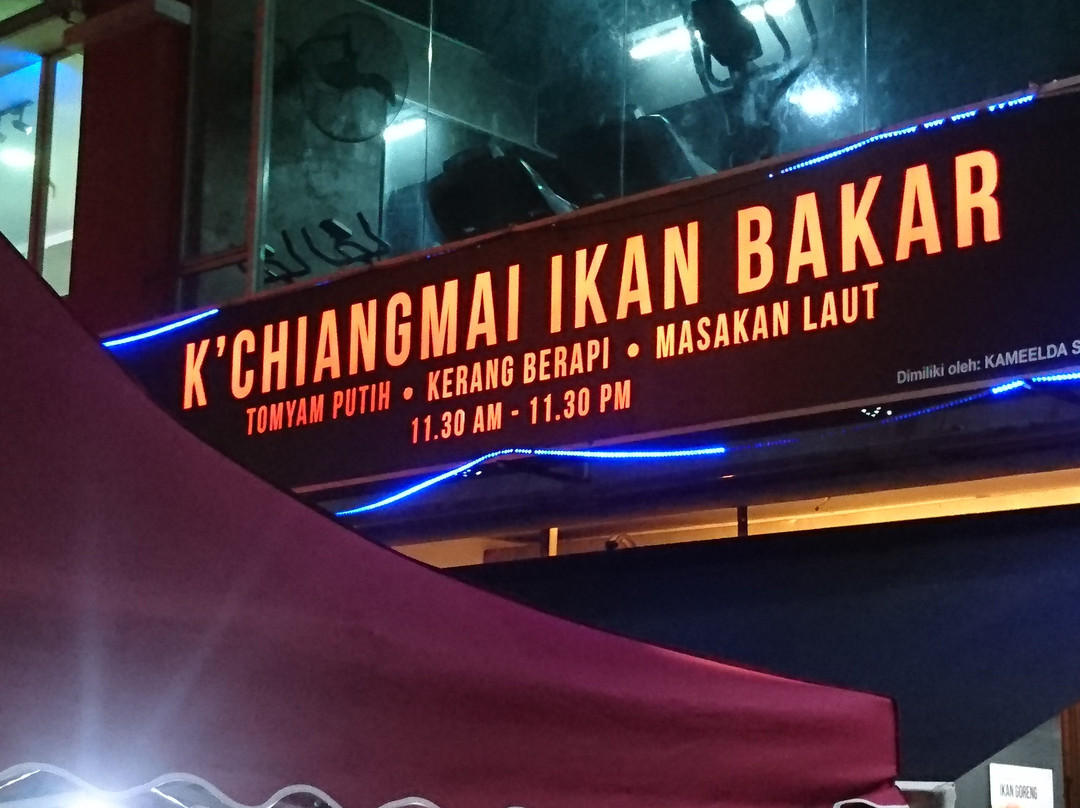 K'CHIANGMAI IKAN BAKAR
TOMYAM PUTIH • KERANG BERAPI • MASAKAN LAUT
11.30 AM - 11.30 PM
Dimiliki oleh: KAMEELDA
IKAN GORENG